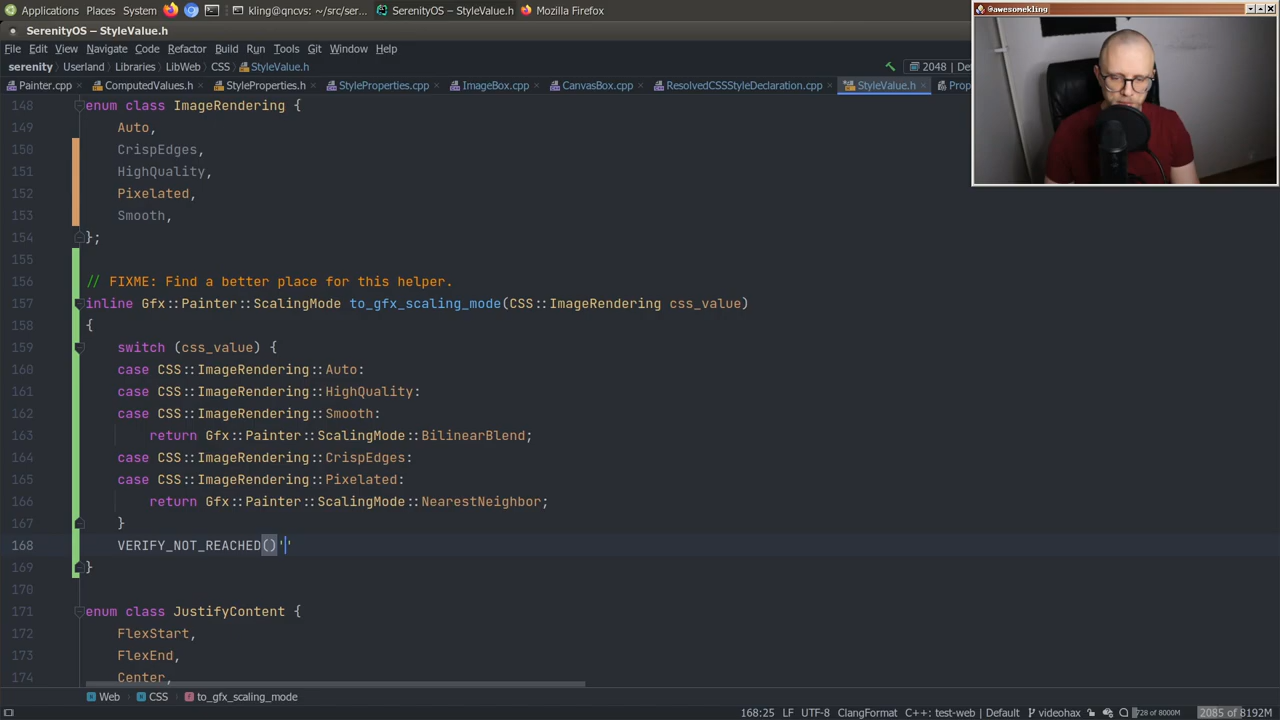 Applications Places System kling@qncvs: ~/src/ser... SerenityOS – StyleValue.h Mozilla Firefox
SerenityOS – StyleValue.h
@awesomekling
File Edit View Navigate Code Refactor Build Run Tools Git Window Help
serenity Userland Libraries LibWeb CSS StyleValue.h
2048
Painter.cpp ComputedValues.h StyleProperties.h StyleProperties.cpp ImageBox.cpp CanvasBox.cpp ResolvedCSSStyleDeclaration.cpp StyleValue.h
148 enum class ImageRendering {
149 Auto,
150 CrispEdges,
151 HighQuality,
152 Pixelated,
153 Smooth,
154 };
155
156 // FIXME: Find a better place for this helper.
157 inline Gfx::Painter::ScalingMode to_gfx_scaling_mode(CSS::ImageRendering css_value)
158 {
159 switch (css_value) {
160 case CSS::ImageRendering::Auto:
161 case CSS::ImageRendering::HighQuality:
162 case CSS::ImageRendering::Smooth:
163 return Gfx::Painter::ScalingMode::BilinearBlend;
164 case CSS::ImageRendering::CrispEdges:
165 case CSS::ImageRendering::Pixelated:
166 return Gfx::Painter::ScalingMode::NearestNeighbor;
167 }
168 VERIFY_NOT_REACHED()''
169 }
170
171 enum class JustifyContent {
172 FlexStart,
173 FlexEnd,
174 Center,
Web CSS to_gfx_scaling_mode
168:25 LF UTF-8 ClangFormat C++: test-web | Default videohax 728 of 8000M 2085 of 8192M